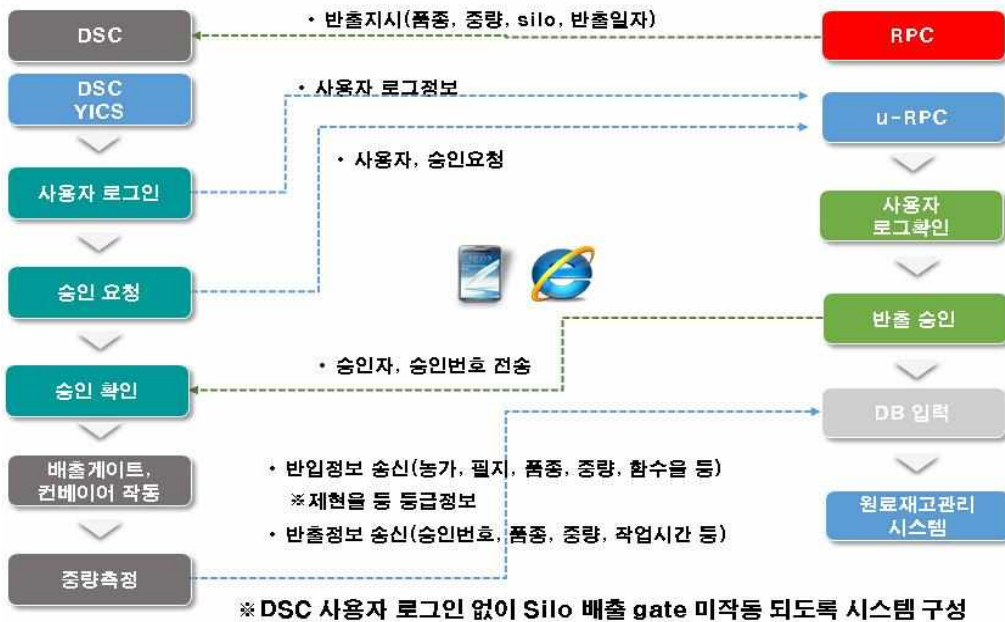 • 반출지시(품종, 중량, silo, 반출일자)
DSC
RPC
DSC
YICS
• 사용자 로그정보
u-RPC
• 사용자, 승인요청
사용자 로그인
사용자
로그확인
승인 요청
반출 승인
• 승인자, 승인번호 전송
승인 확인
DB 입력
배출게이트,
컨베이어 작동
• 반입정보 송신(농가, 필지, 품종, 중량, 함수율 등)
※제현율 등 등급정보
• 반출정보 송신(승인번호, 품종, 중량, 작업시간 등)
원료재고관리
시스템
중량측정
※DSC 사용자 로그인 없이 Silo 배출 gate 미작동 되도록 시스템 구성